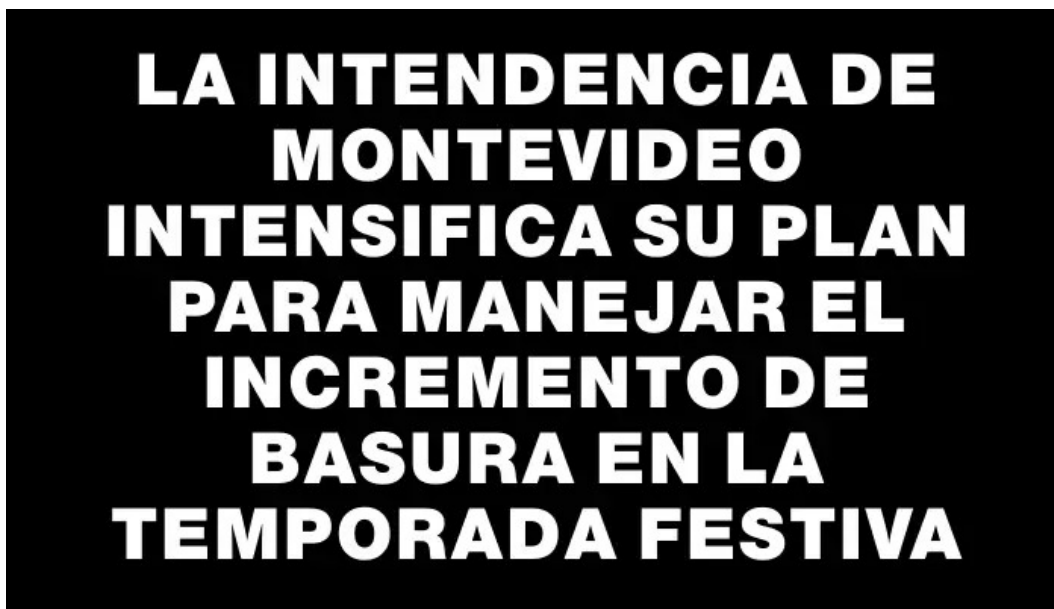 LA INTENDENCIA DE
MONTEVIDEO
INTENSIFICA SU PLAN
PARA MANEJAR EL
INCREMENTO DE
BASURA EN LA
TEMPORADA FESTIVA